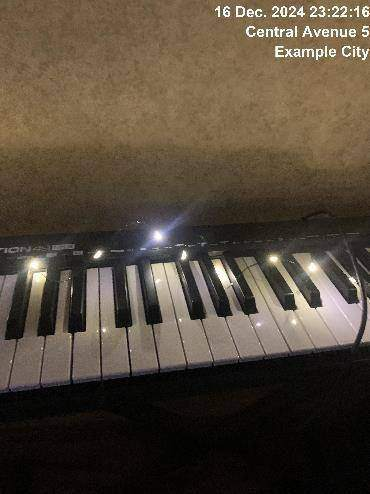 16 Dec. 2024 23:22:16
Central Avenue 5
Example City